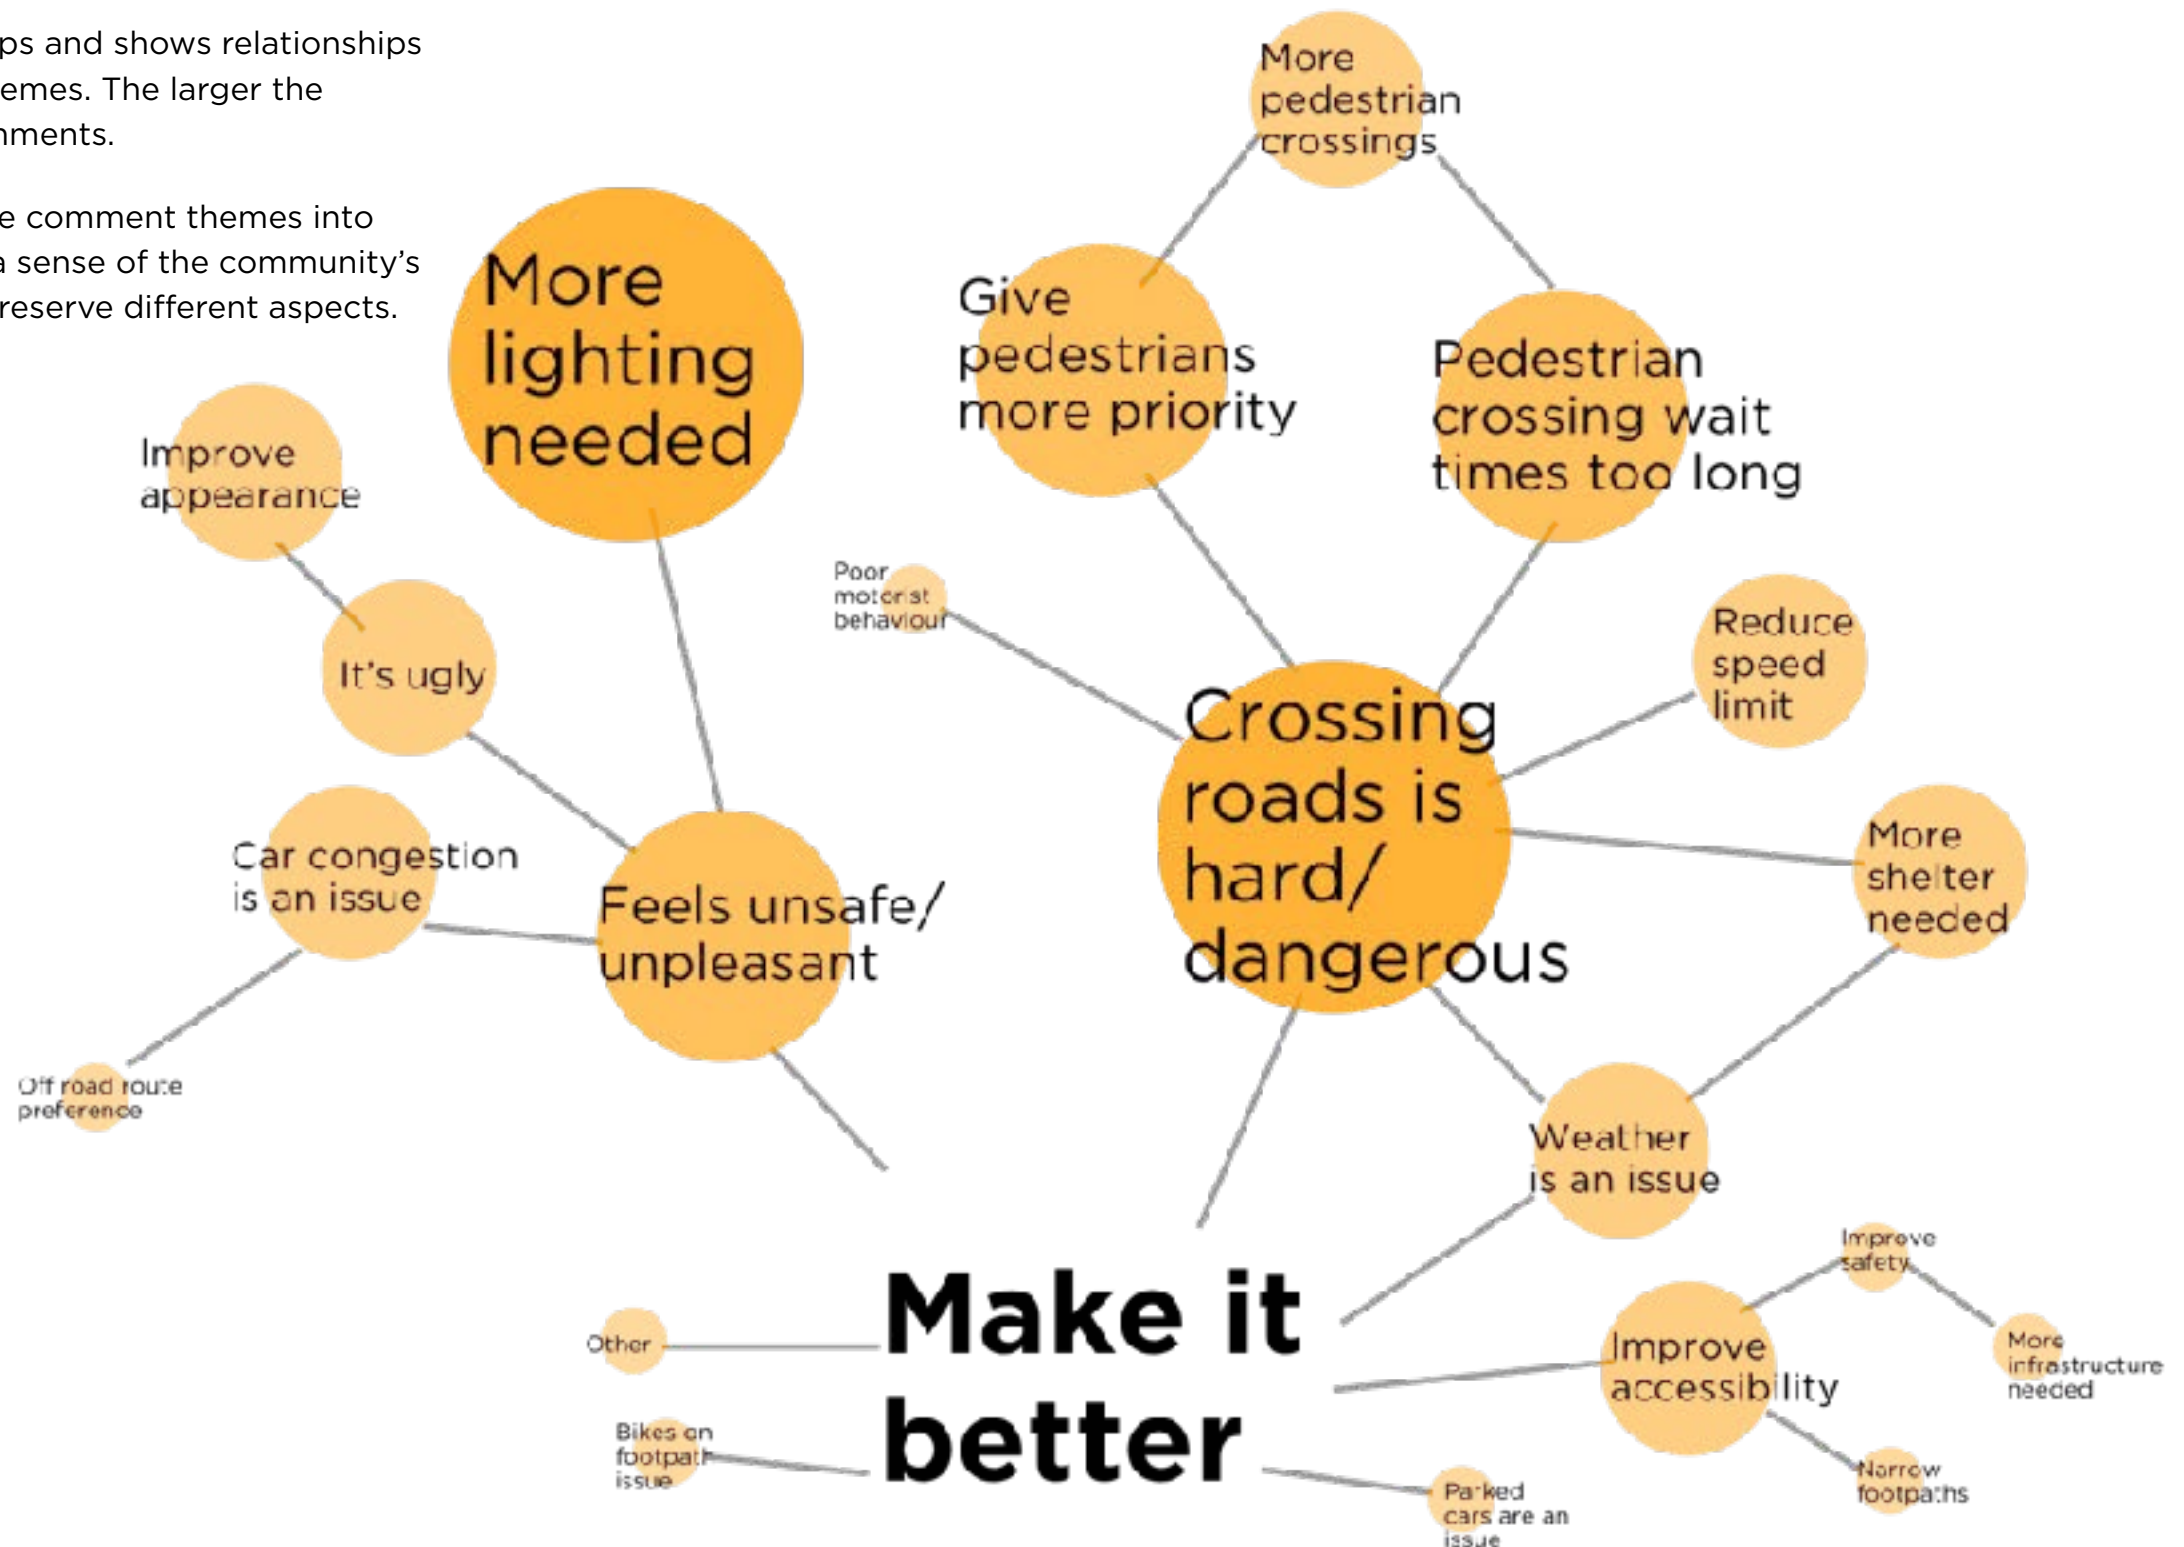 ps and shows relationships
emes. The larger the
nments.
e comment themes into
a sense of the community's
reserve different aspects.
More
pedestrian
crossings
More
lighting
needed
Give
pedestrians
more priority
Pedestrian
crossing wait
times too long
Improve
appearance
Poor
motorist
behaviour
Reduce
speed
limit
It's ugly
Crossing
roads is
hard/
dangerous
Car congestion
is an issue
More
shelter
needed
Feels unsafe/
unpleasant
Off road route
preference
Weather
is an issue
Improve
safety
Make it
better
Other
Improve
accessibility
More
infrastructure
needed
Bikes on
footpath
issue
Narrow
footpaths
Parked
cars are an
issue